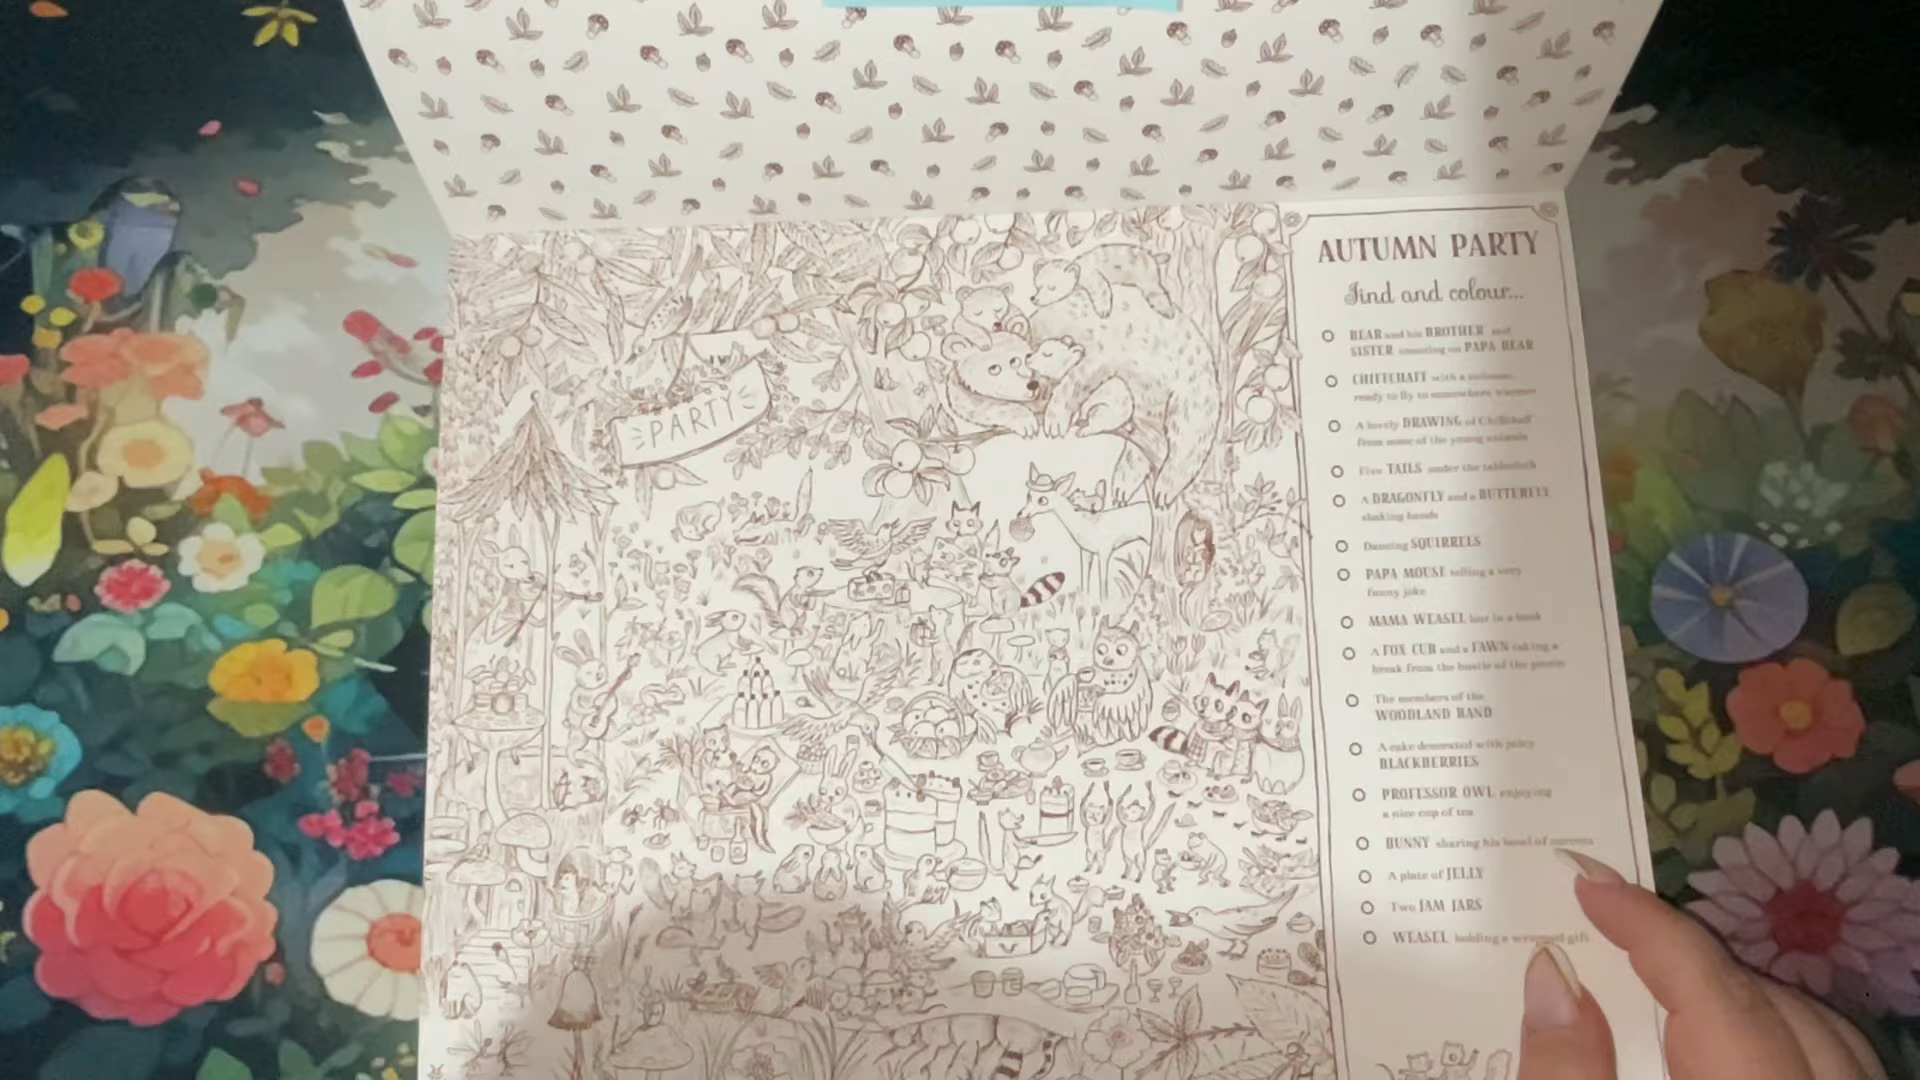 PARTY
AUTUMN PARTY
Find and colour...
BEAR and his BROTHER and
SISTER snoozing on PAPA BEAR
CHIFFCHAFF with a suitcase,
ready to fly to somewhere warmer
A lovely DRAWING of Chiffchaff
from some of the young animals
Five TAILS under the tablecloth
A DRAGONFLY and a BUTTERFLY
shaking hands
Dancing SQUIRRELS
PAPA MOUSE telling a very
funny joke
MAMA WEASEL lost in a book
A FOX CUB and a FAWN taking a
break from the bustle of the picnic
The members of the
WOODLAND BAND
A cake decorated with juicy
BLACKBERRIES
PROFESSOR OWL enjoying
a nice cup of tea
BUNNY sharing his bowl of
A plate of JELLY
Two JAM JARS
WEASEL holding a wrapped gift